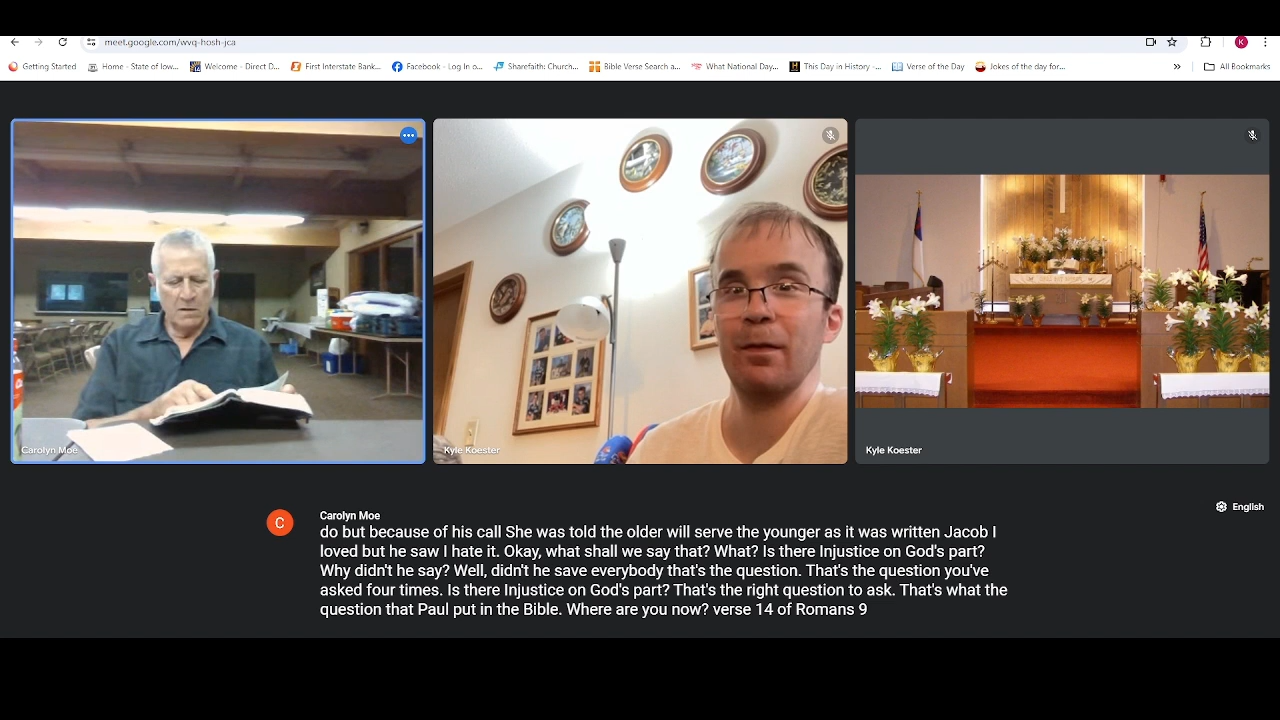 meet.google.com/wvq-hosh-jca
Getting Started Home - State of Iow... Welcome - Direct D... First Interstate Bank... Facebook - Log In o... Sharefaith: Church... Bible Verse Search a... What National Day... This Day in History -... Verse of the Day Jokes of the day for... » All Bookmarks
K
Carolyn Moe
Kyle Koester
Kyle Koester
English
C
Carolyn Moe
do but because of his call She was told the older will serve the younger as it was written Jacob I
loved but he saw I hate it. Okay, what shall we say that? What? Is there Injustice on God's part?
Why didn't he say? Well, didn't he save everybody that's the question. That's the question you've
asked four times. Is there Injustice on God's part? That's the right question to ask. That's what the
question that Paul put in the Bible. Where are you now? verse 14 of Romans 9